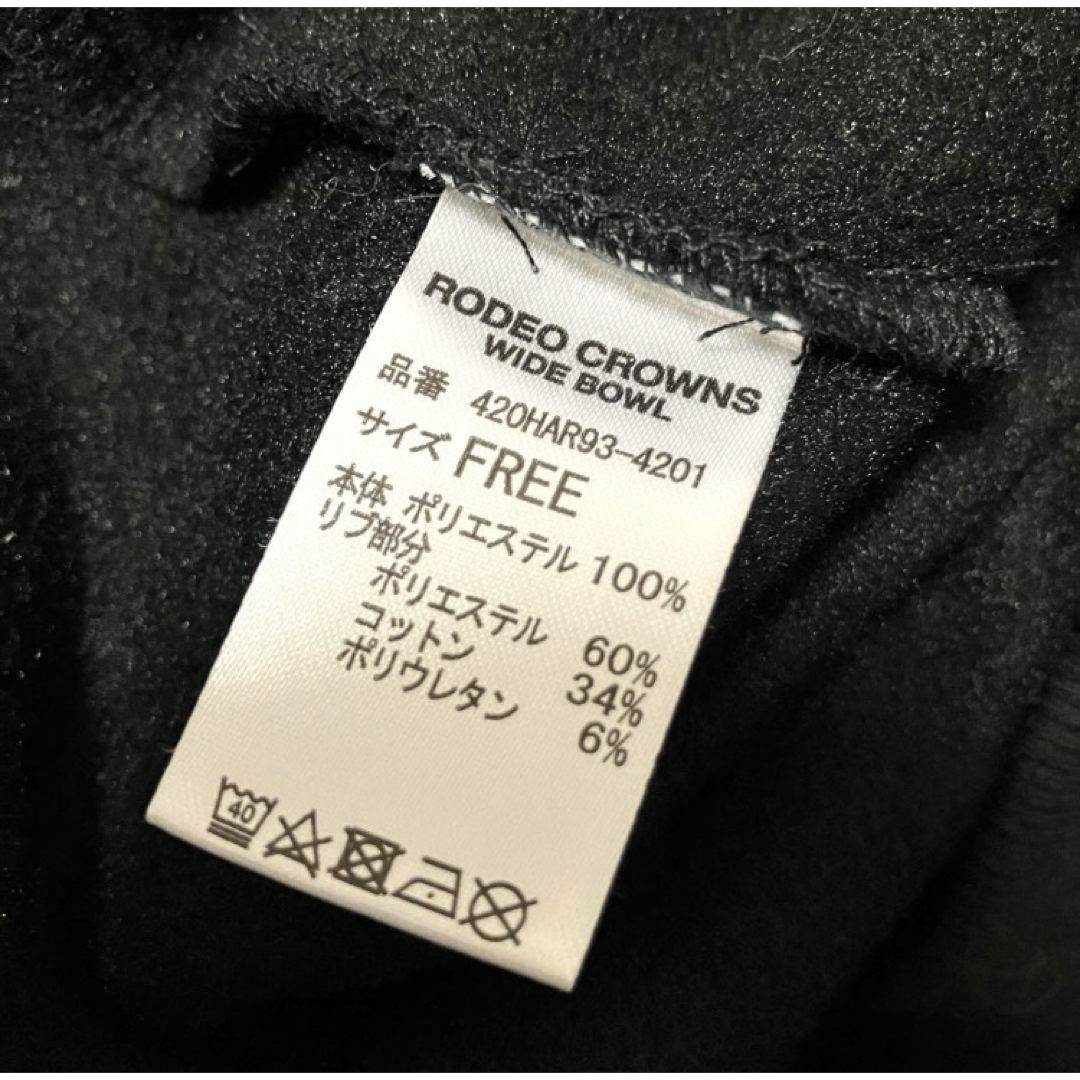 RODEO CROWNS
WIDE BOWL
品番 420HAR93-4201
サイズ FREE
本体 ポリエステル 100%
リブ部分
ポリエステル 60%
コットン 34%
ポリウレタン 6%
40